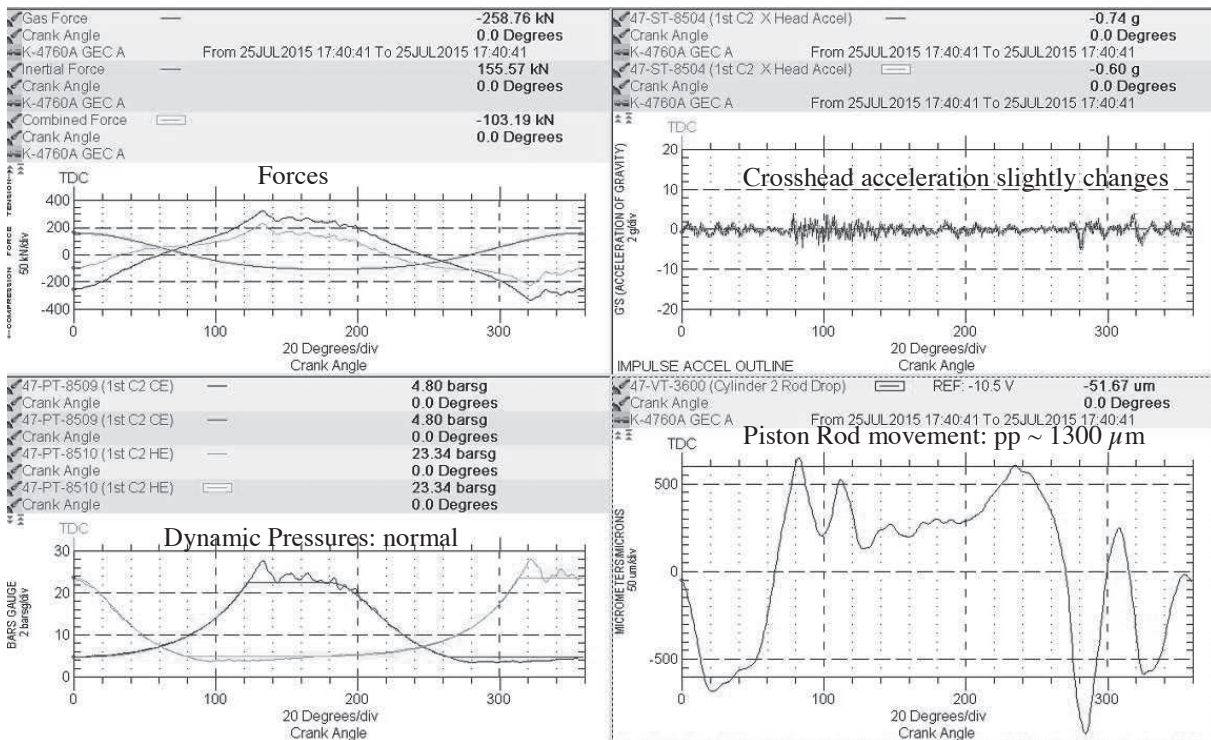 Gas Force — -258.76 kN
Crank Angle 0.0 Degrees
K-4760A GEC A From 25JUL2015 17:40:41 To 25JUL2015 17:40:41
Inertial Force — 155.57 kN
Crank Angle 0.0 Degrees
K-4760A GEC A
Combined Force -103.19 kN
Crank Angle 0.0 Degrees
K-4760A GEC A
TDC
Forces
←COMPRESSION FORCE TENSION→
50 kN/div
400
200
0
-200
-400
0 100 200 300
20 Degrees/div
Crank Angle
47-ST-8504 (1st C2 X Head Accel) — -0.74 g
Crank Angle 0.0 Degrees
K-4760A GEC A From 25JUL2015 17:40:41 To 25JUL2015 17:40:41
47-ST-8504 (1st C2 X Head Accel) -0.60 g
Crank Angle 0.0 Degrees
K-4760A GEC A From 25JUL2015 17:40:41 To 25JUL2015 17:40:41
TDC
Crosshead acceleration slightly changes
G'S (ACCELERATION OF GRAVITY)
2 g/div
20
10
0
-10
-20
0 100 200 300
20 Degrees/div
Crank Angle
IMPULSE ACCEL OUTLINE
47-PT-8509 (1st C2 CE) — 4.80 barsg
Crank Angle 0.0 Degrees
47-PT-8509 (1st C2 CE) — 4.80 barsg
Crank Angle 0.0 Degrees
47-PT-8510 (1st C2 HE) — 23.34 barsg
Crank Angle 0.0 Degrees
47-PT-8510 (1st C2 HE) 23.34 barsg
Crank Angle 0.0 Degrees
TDC
Dynamic Pressures: normal
BARS GAUGE
2 barsg/div
30
20
10
0
0 100 200 300
20 Degrees/div
Crank Angle
47-VT-3600 (Cylinder 2 Rod Drop) REF: -10.5 V -51.67 um
Crank Angle 0.0 Degrees
K-4760A GEC A From 25JUL2015 17:40:41 To 25JUL2015 17:40:41
TDC
Piston Rod movement: pp ~ 1300 µm
MICROMETERS/MICRONS
50 um/div
500
0
-500
0 100 200 300
20 Degrees/div
Crank Angle